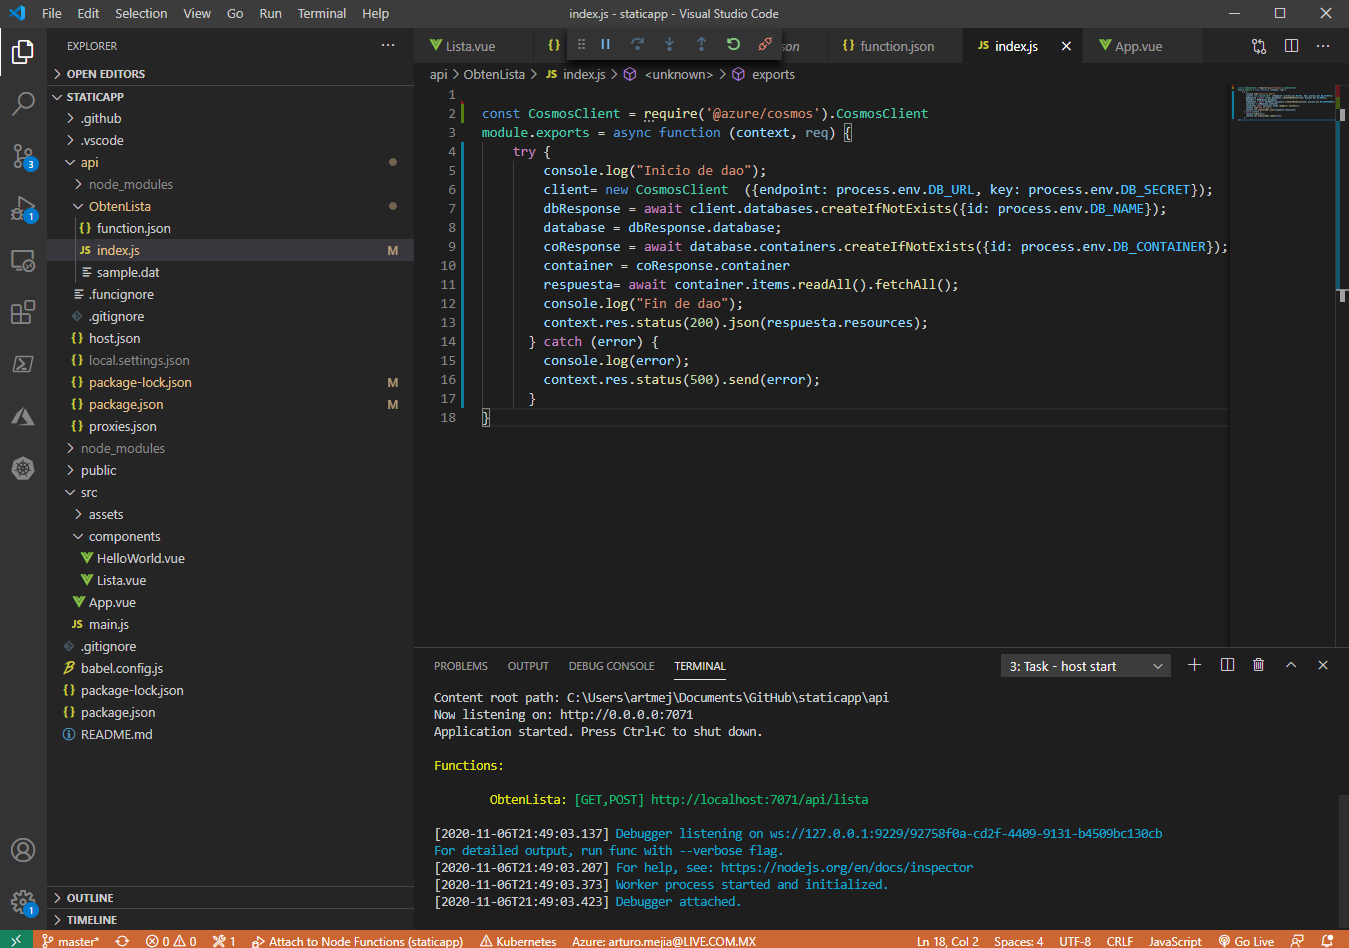 File Edit Selection View Go Run Terminal Help index.js - staticapp - Visual Studio Code
EXPLORER
OPEN EDITORS
STATICAPP
.github
.vscode
api
node_modules
ObtenLista
{} function.json
JS index.js M
sample.dat
.funcignore
.gitignore
{} host.json
{} local.settings.json
{} package-lock.json M
{} package.json M
{} proxies.json
node_modules
public
src
assets
components
HelloWorld.vue
Lista.vue
App.vue
JS main.js
.gitignore
babel.config.js
{} package-lock.json
{} package.json
README.md
OUTLINE
TIMELINE
3
1
1
Lista.vue {} son {} function.json JS index.js App.vue
api > ObtenLista > JS index.js > <unknown> > exports
1
2 const CosmosClient = require('@azure/cosmos').CosmosClient
3 module.exports = async function (context, req) {
4 try {
5 console.log("Inicio de dao");
6 client= new CosmosClient ({endpoint: process.env.DB_URL, key: process.env.DB_SECRET});
7 dbResponse = await client.databases.createIfNotExists({id: process.env.DB_NAME});
8 database = dbResponse.database;
9 coResponse = await database.containers.createIfNotExists({id: process.env.DB_CONTAINER});
10 container = coResponse.container
11 respuesta= await container.items.readAll().fetchAll();
12 console.log("Fin de dao");
13 context.res.status(200).json(respuesta.resources);
14 } catch (error) {
15 console.log(error);
16 context.res.status(500).send(error);
17 }
18 }
PROBLEMS OUTPUT DEBUG CONSOLE TERMINAL 3: Task - host start
Content root path: C:\Users\artmej\Documents\GitHub\staticapp\api
Now listening on: http://0.0.0.0:7071
Application started. Press Ctrl+C to shut down.
Functions:
ObtenLista: [GET,POST] http://localhost:7071/api/lista
[2020-11-06T21:49:03.137] Debugger listening on ws://127.0.0.1:9229/92758f0a-cd2f-4409-9131-b4509bc130cb
For detailed output, run func with --verbose flag.
[2020-11-06T21:49:03.207] For help, see: https://nodejs.org/en/docs/inspector
[2020-11-06T21:49:03.373] Worker process started and initialized.
[2020-11-06T21:49:03.423] Debugger attached.
master* 0 0 1 Attach to Node Functions (staticapp) Kubernetes Azure: arturo.mejia@LIVE.COM.MX Ln 18, Col 2 Spaces: 4 UTF-8 CRLF JavaScript Go Live